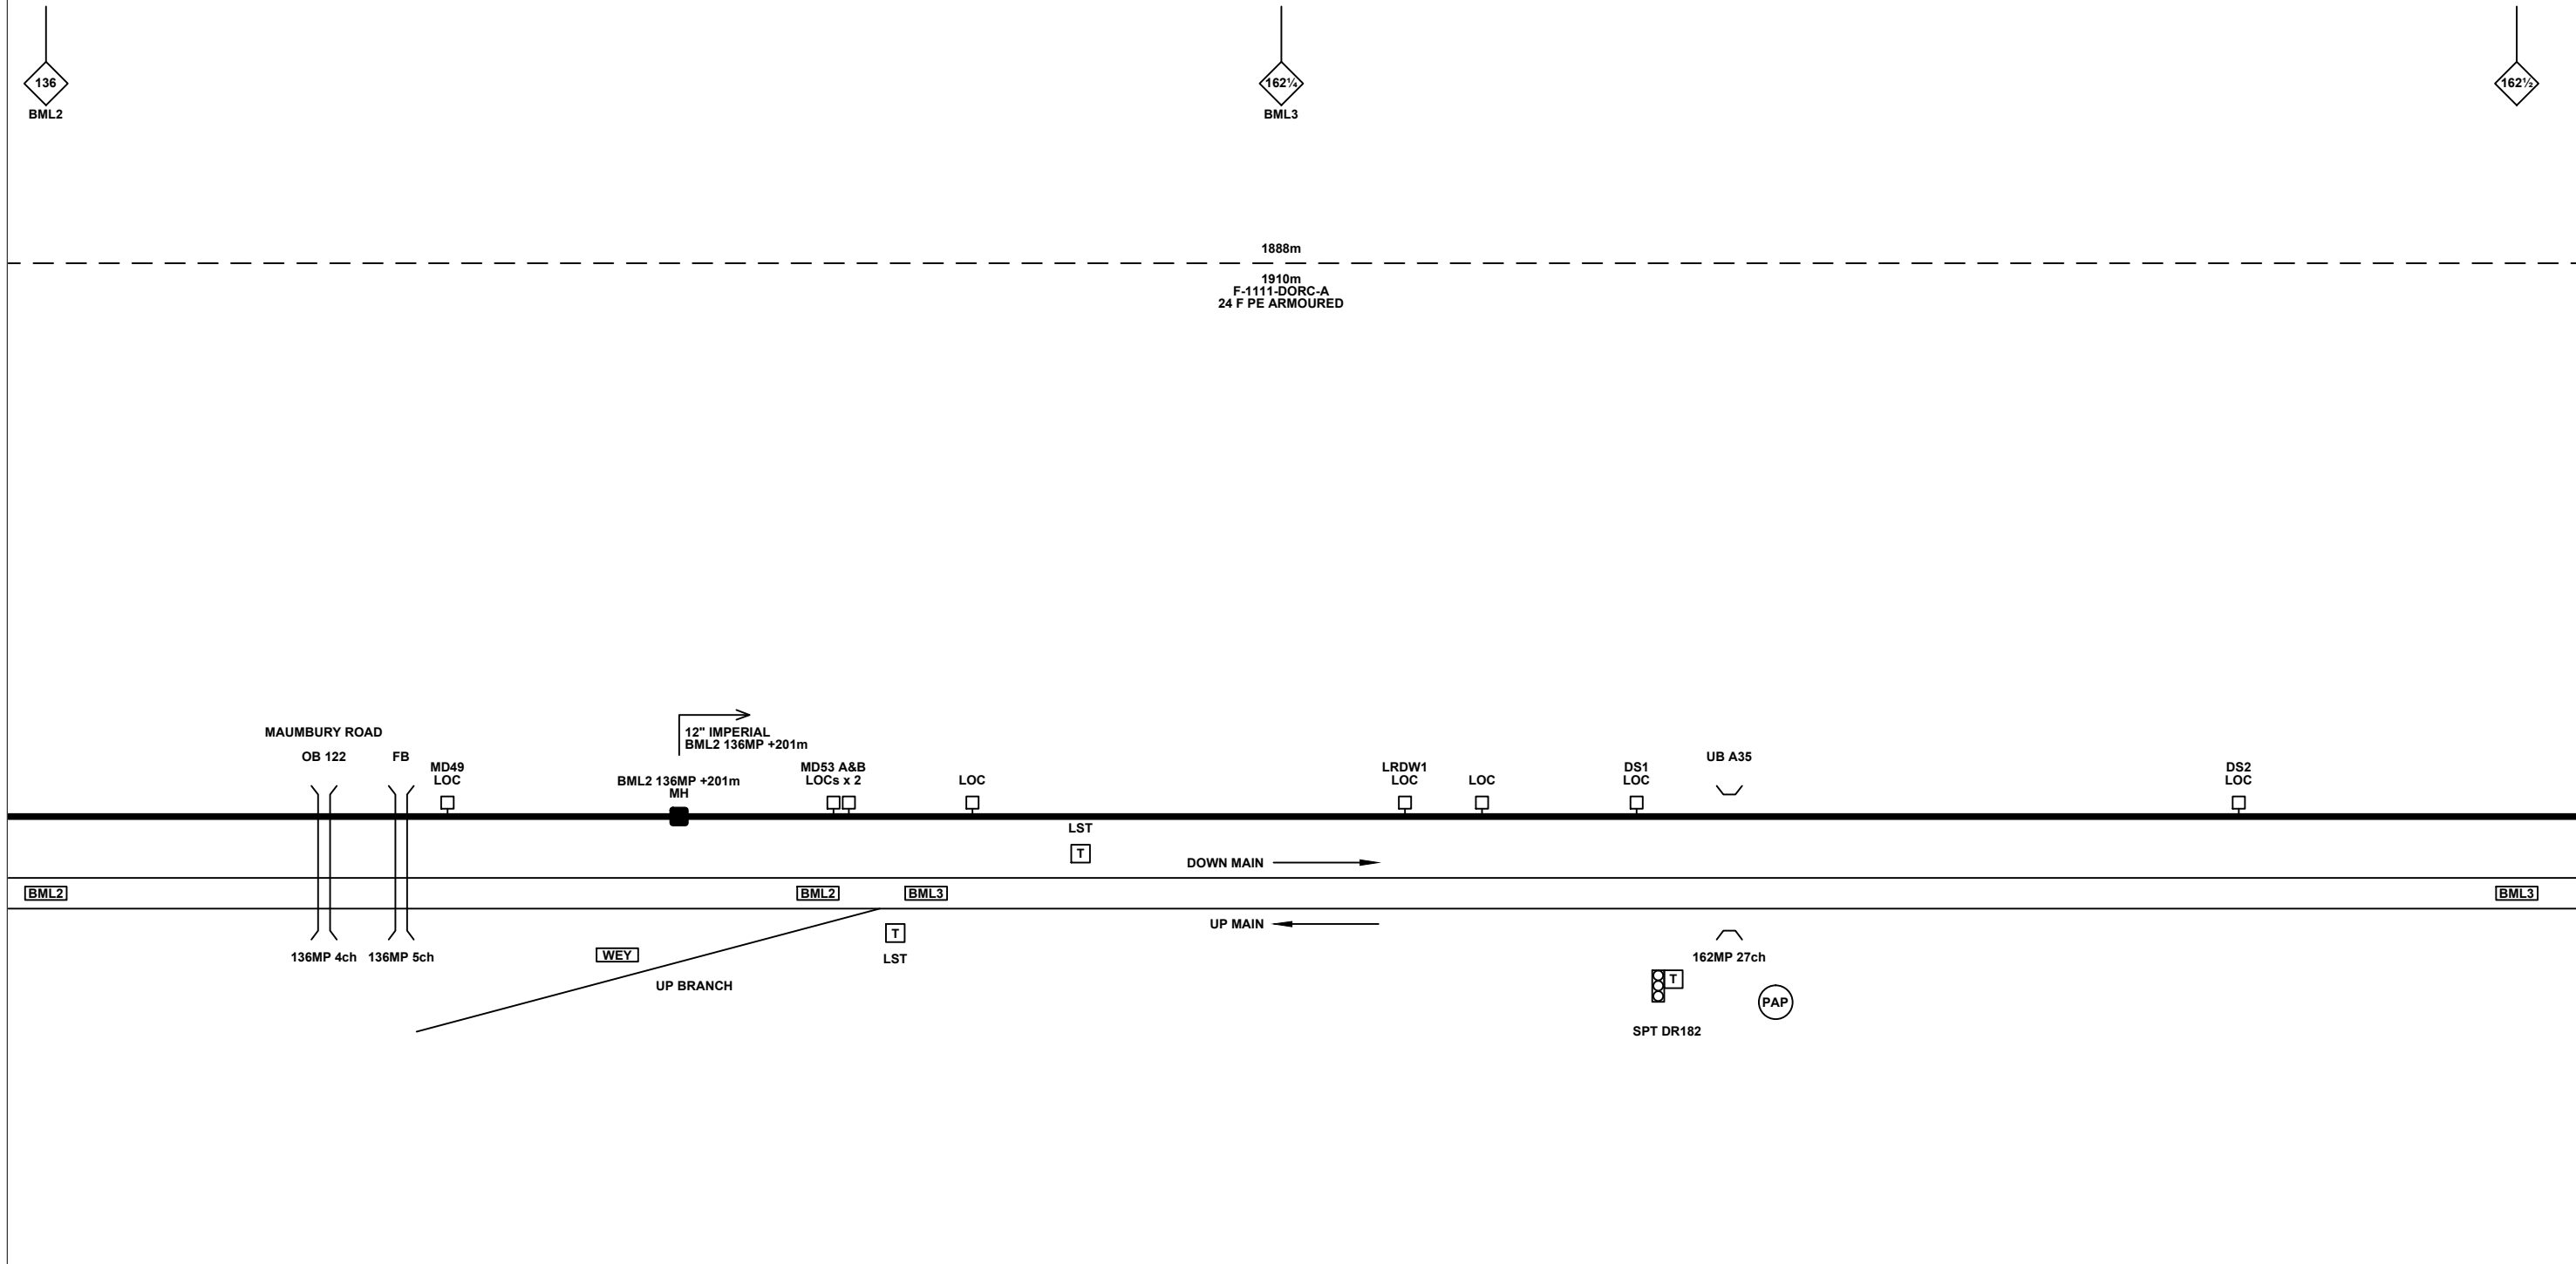 136
BML2
162¼
BML3
162½
1888m
1910m
F-1111-DORC-A
24 F PE ARMOURED
MAUMBURY ROAD
OB 122
FB
MD49
LOC
12" IMPERIAL
BML2 136MP +201m
BML2 136MP +201m
MH
MD53 A&B
LOCs x 2
LOC
LRDW1
LOC
LOC
DS1
LOC
UB A35
DS2
LOC
LST
T
DOWN MAIN
BML2
BML2
BML3
BML3
UP MAIN
T
LST
136MP 4ch
136MP 5ch
WEY
UP BRANCH
162MP 27ch
T
PAP
SPT DR182